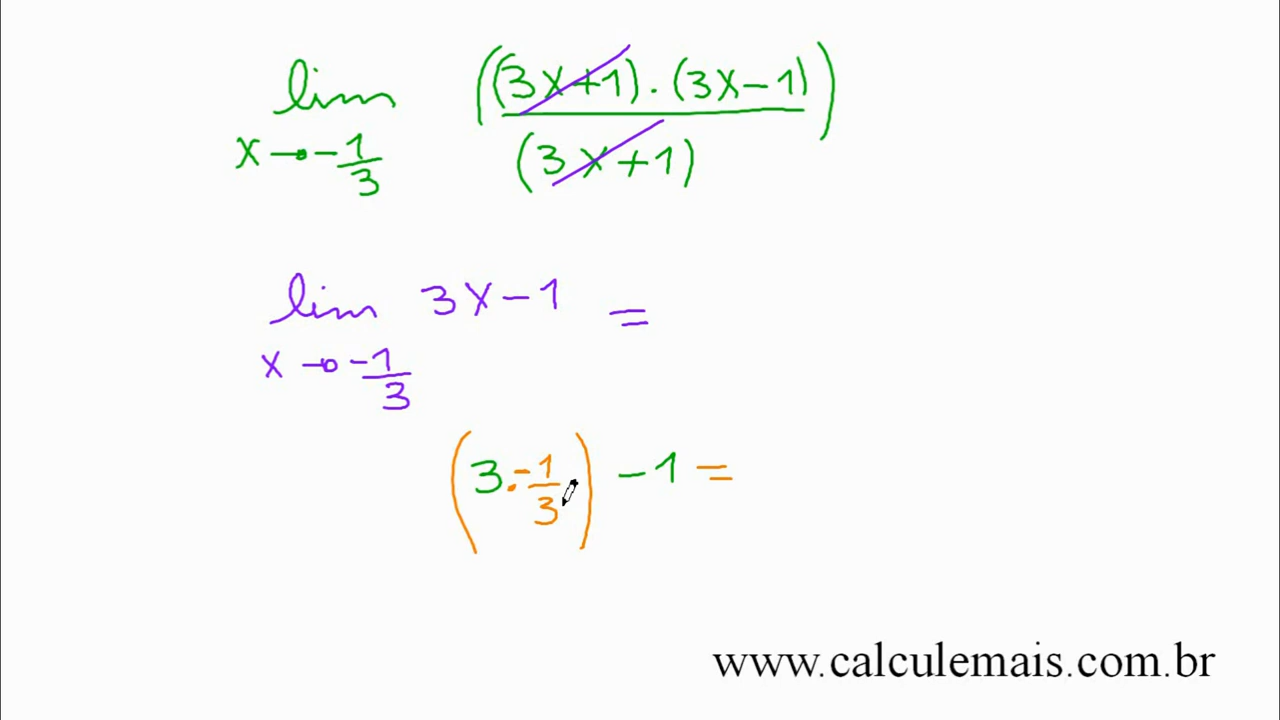 lim ((3x+1).(3x-1))
x→-1/3 (3x+1)
lim 3x-1 =
x→-1/3
(3.-1/3) -1 =
www.calculemais.com.br